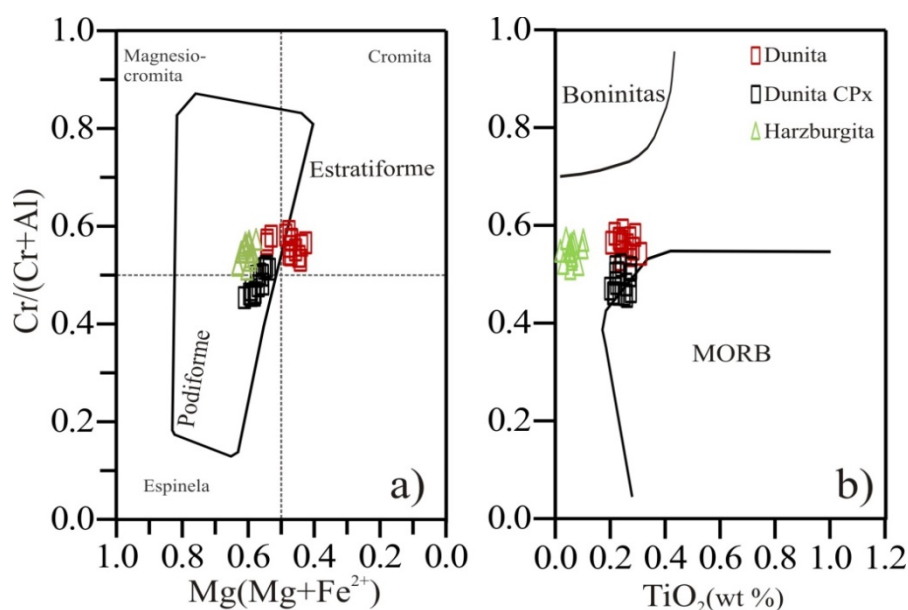 1.0
0.8
0.6
0.4
0.2
0.0
Cr/(Cr+Al)
Magnesio-
cromita
Cromita
Estratiforme
Podiforme
Espinela
a)
1.0
0.8
0.6
0.4
0.0
Mg(Mg+Fe²⁺)
1.0
0.8
0.6
0.4
0.2
0.0
Boninitas
Dunita
Dunita CPx
Harzburgita
MORB
b)
0.0
0.2
0.4
0.6
0.8
1.0
1.2
TiO₂(wt %)